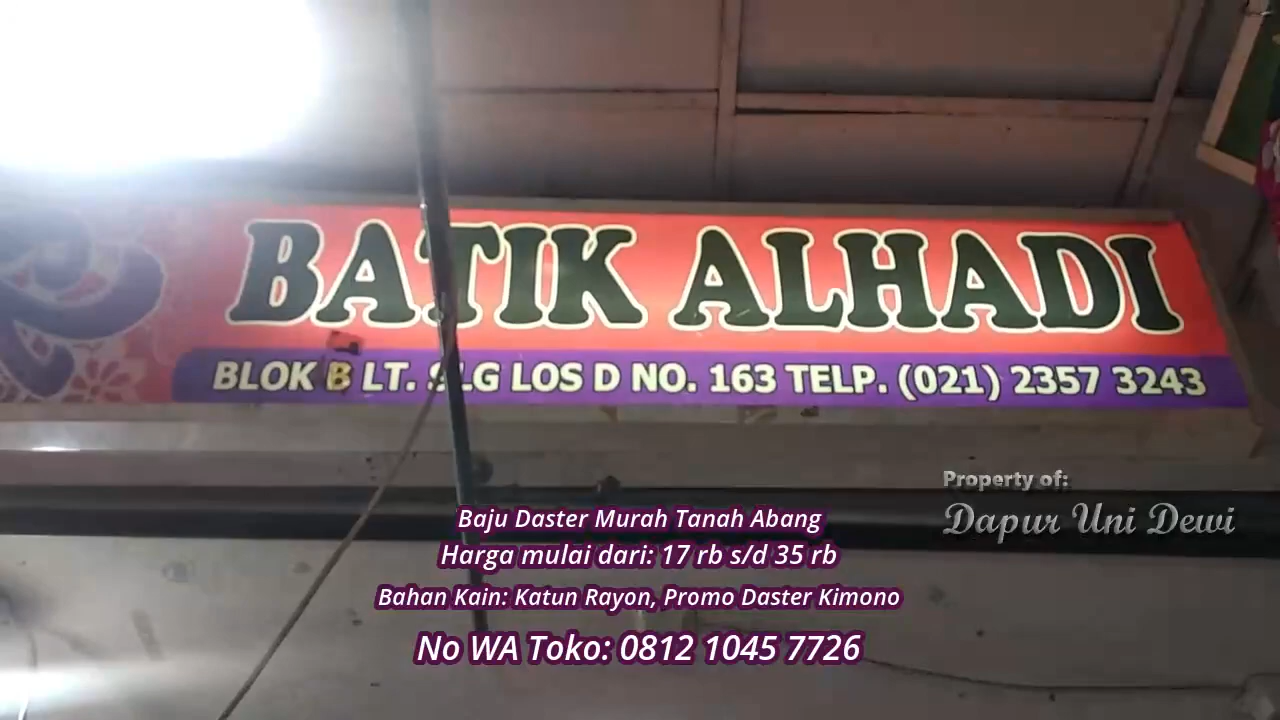 BATIK ALHADI
BLOK B LT. SLG LOS D NO. 163 TELP. (021) 2357 3243
Property of:
Dapur Uni Dewi
Baju Daster Murah Tanah Abang
Harga mulai dari: 17 rb s/d 35 rb
Bahan Kain: Katun Rayon, Promo Daster Kimono
No WA Toko: 0812 1045 7726